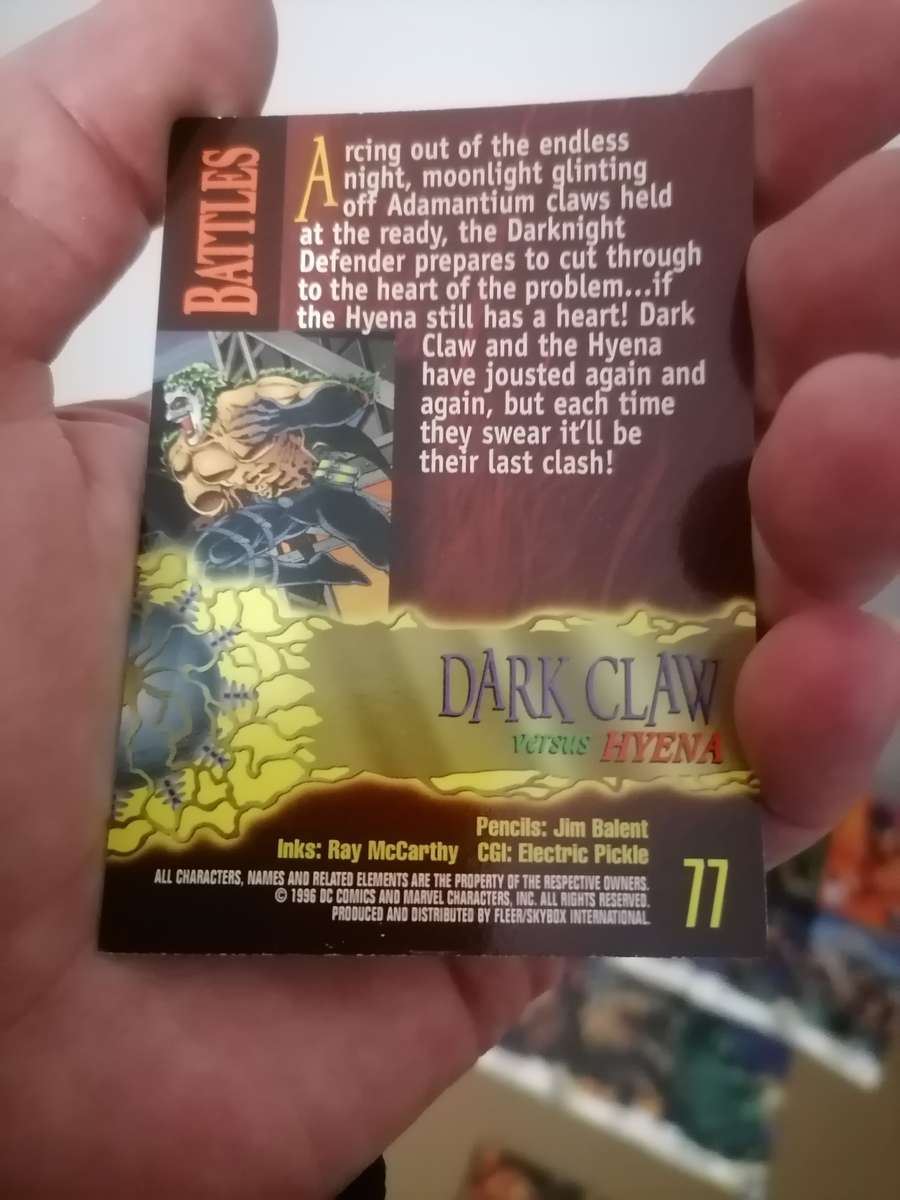 BATTLES
Arcing out of the endless
night, moonlight glinting
off Adamantium claws held
at the ready, the Darknight
Defender prepares to cut through
to the heart of the problem...if
the Hyena still has a heart! Dark
Claw and the Hyena
have jousted again and
again, but each time
they swear it'll be
their last clash!
DARK CLAW
versus HYENA
Pencils: Jim Balent
Inks: Ray McCarthy CGI: Electric Pickle
ALL CHARACTERS, NAMES AND RELATED ELEMENTS ARE THE PROPERTY OF THE RESPECTIVE OWNERS.
© 1996 DC COMICS AND MARVEL CHARACTERS, INC. ALL RIGHTS RESERVED.
PRODUCED AND DISTRIBUTED BY FLEER/SKYBOX INTERNATIONAL.
77